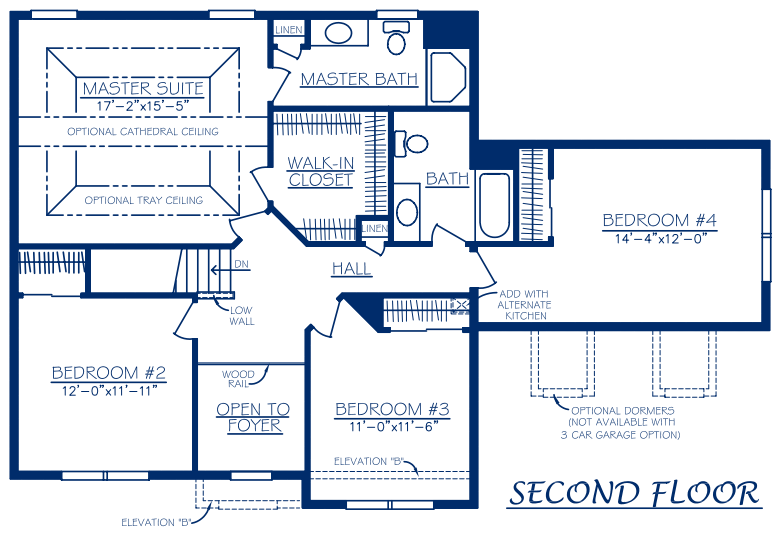 LINEN
MASTER BATH
MASTER SUITE
17'-2"x15'-5"
OPTIONAL CATHEDRAL CEILING
OPTIONAL TRAY CEILING
WALK-IN
CLOSET
BATH
LINEN
BEDROOM #4
14'-4"x12'-0"
DN
HALL
LOW
WALL
ADD WITH
ALTERNATE
KITCHEN
BEDROOM #2
12'-0"x11'-11"
WOOD
RAIL
OPEN TO
FOYER
BEDROOM #3
11'-0"x11'-6"
OPTIONAL DORMERS
(NOT AVAILABLE WITH
3 CAR GARAGE OPTION)
ELEVATION "B"
ELEVATION "B"
SECOND FLOOR